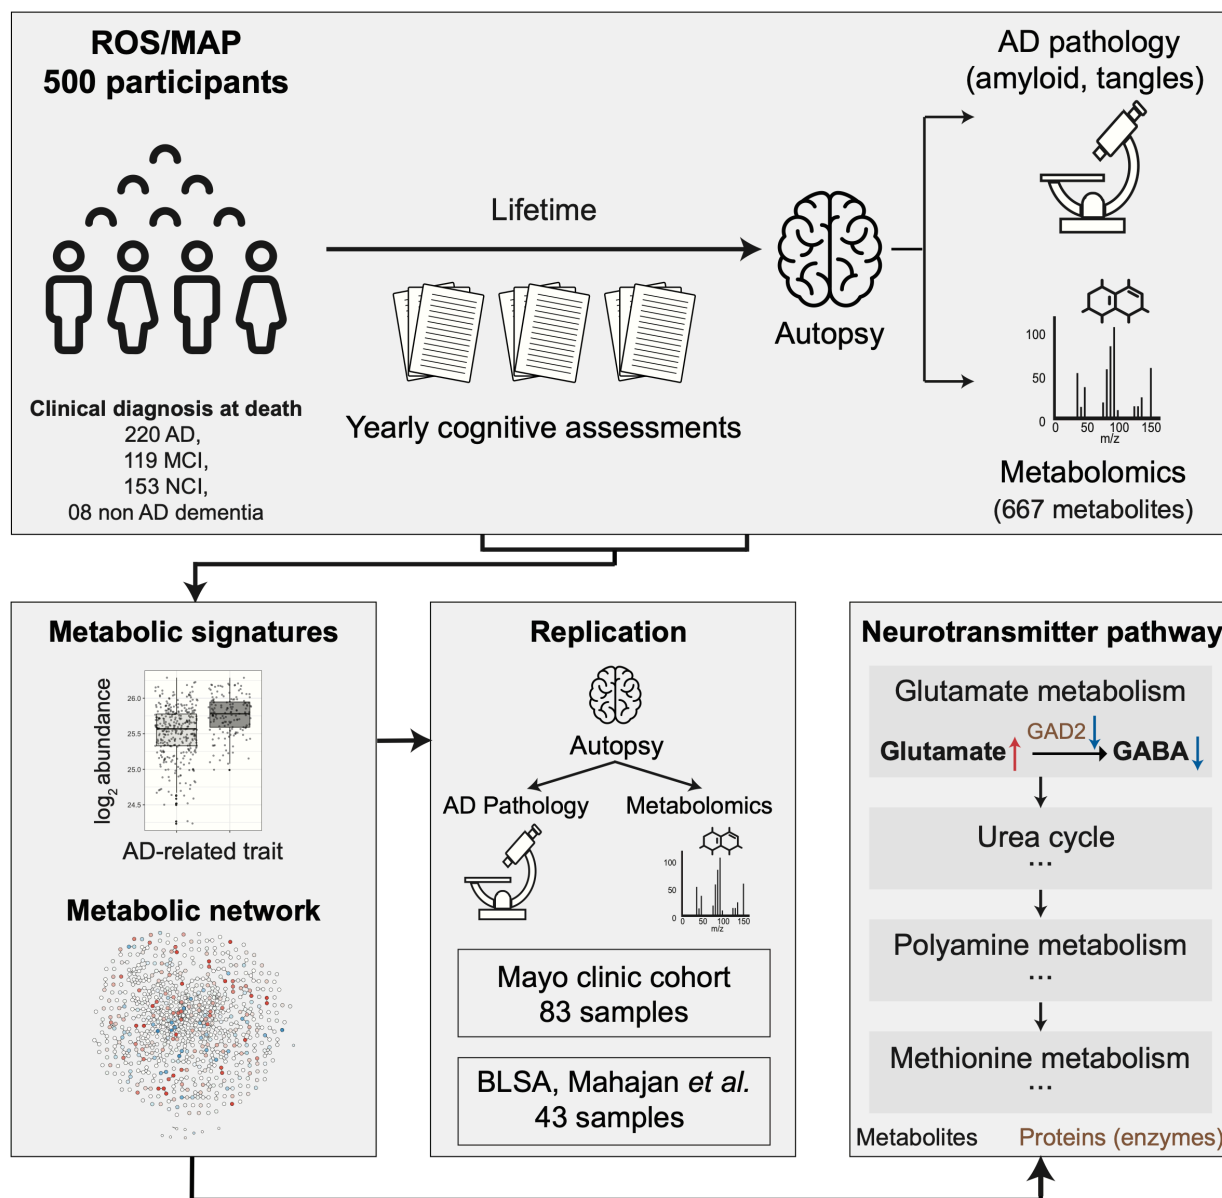 ROS/MAP
500 participants
Clinical diagnosis at death
220 AD,
119 MCI,
153 NCI,
08 non AD dementia
Lifetime
Yearly cognitive assessments
Autopsy
AD pathology
(amyloid, tangles)
100
50
0
0 50 100 150
m/z
Metabolomics
(667 metabolites)
Metabolic signatures
log2 abundance
26.0
25.5
25.0
24.5
AD-related trait
Metabolic network
Replication
Autopsy
AD Pathology
Metabolomics
100
50
0
0 50 100 150
m/z
Mayo clinic cohort
83 samples
BLSA, Mahajan et al.
43 samples
Neurotransmitter pathway
Glutamate metabolism
GAD2
Glutamate GABA
Urea cycle
...
Polyamine metabolism
...
Methionine metabolism
...
Metabolites Proteins (enzymes)